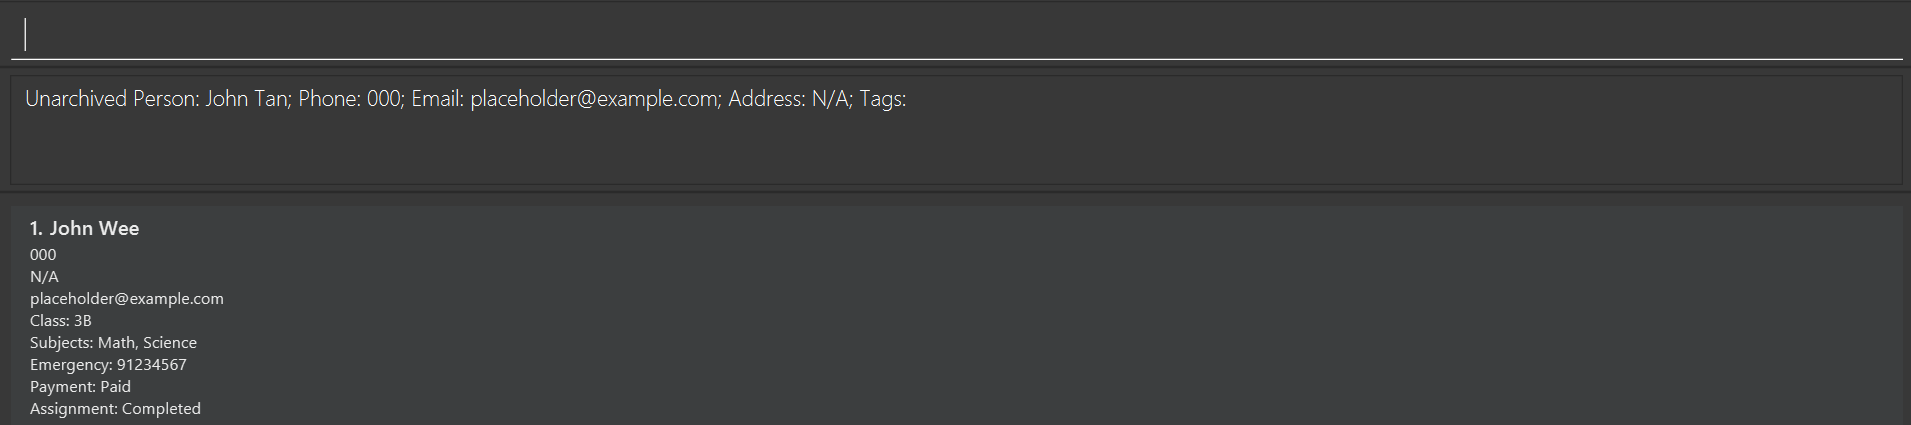 Unarchived Person: John Tan; Phone: 000; Email: placeholder@example.com; Address: N/A; Tags:
1. John Wee
000
N/A
placeholder@example.com
Class: 3B
Subjects: Math, Science
Emergency: 91234567
Payment: Paid
Assignment: Completed